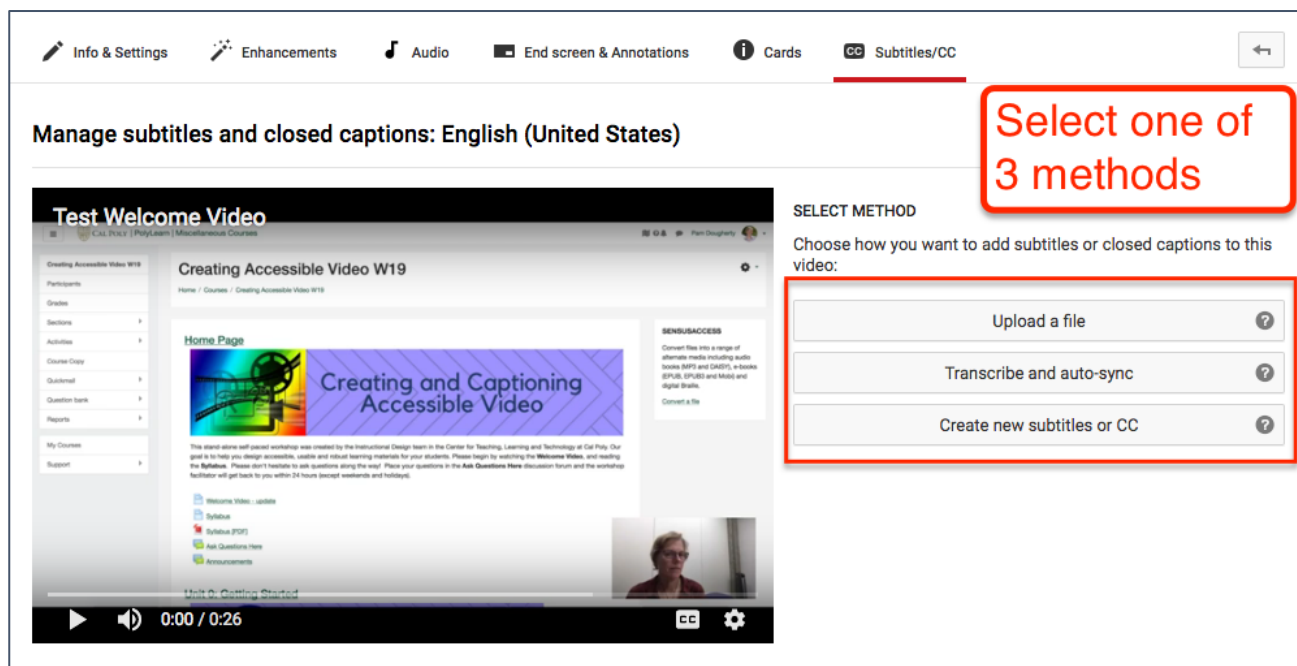 Info & Settings
Enhancements
Audio
End screen & Annotations
Cards
CC
Subtitles/CC
Manage subtitles and closed captions: English (United States)
Select one of
3 methods
Test Welcome Video
CAL POLY | PolyLearn | Miscellaneous Courses
Pam Dougherty
Creating Accessible Video W19
Participants
Grades
Sections
Activities
Course Copy
Quickmail
Question bank
Reports
My Courses
Support
Creating Accessible Video W19
Home / Courses / Creating Accessible Video W19
Home Page
Creating and Captioning
Accessible Video
This stand-alone self-paced workshop was created by the Instructional Design team in the Center for Teaching, Learning and Technology at Cal Poly. Our
goal is to help you design accessible, usable and robust learning materials for your students. Please begin by watching the Welcome Video, and reading
the Syllabus. Please don't hesitate to ask questions along the way! Place your questions in the Ask Questions Here discussion forum and the workshop
facilitator will get back to you within 24 hours (except weekends and holidays).
Welcome Video - update
Syllabus
Syllabus [PDF]
Ask Questions Here
Announcements
Unit 0: Getting Started
SENSUSACCESS
Convert files into a range of
alternate media including audio
books (MP3 and DAISY), e-books
(EPUB, EPUB3 and Mobi) and
digital Braille.
Convert a file
0:00 / 0:26
CC
SELECT METHOD
Choose how you want to add subtitles or closed captions to this
video:
Upload a file
?
Transcribe and auto-sync
?
Create new subtitles or CC
?